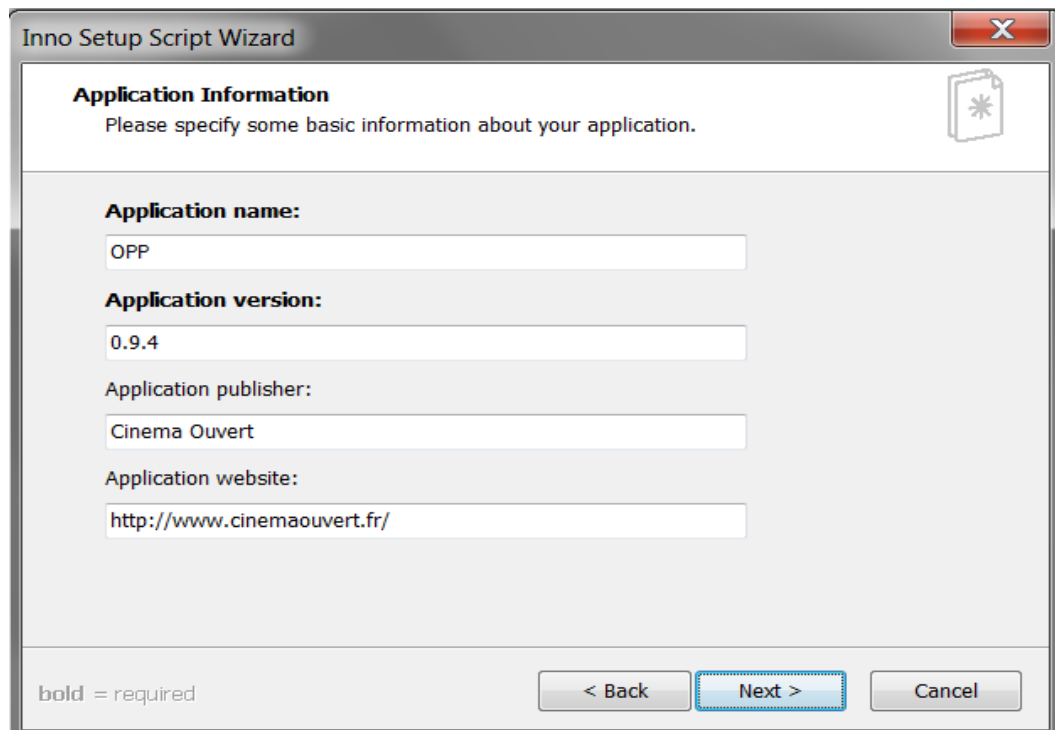 Inno Setup Script Wizard
Application Information
Please specify some basic information about your application.
Application name:
OPP
Application version:
0.9.4
Application publisher:
Cinema Ouvert
Application website:
http://www.cinemaouvert.fr/
bold = required
< Back Next > Cancel